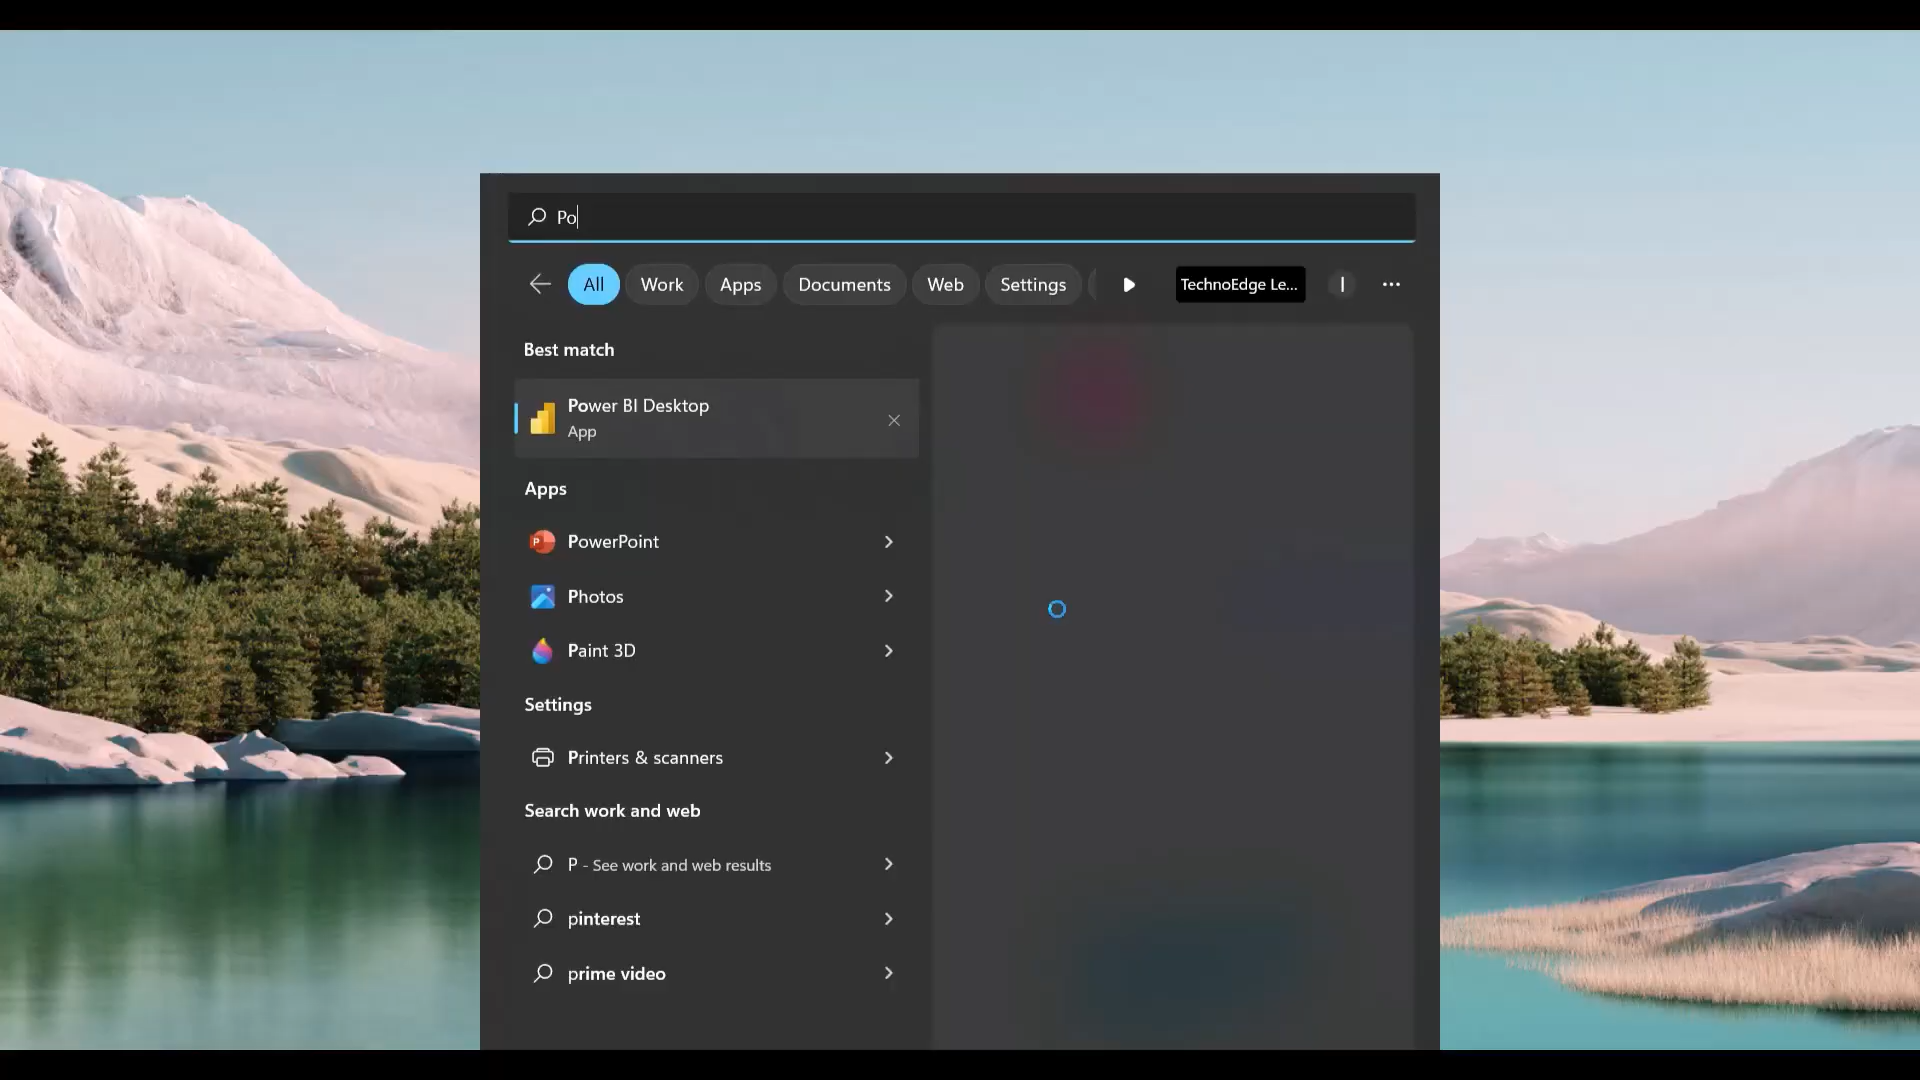 Po
All Work Apps Documents Web Settings TechnoEdge Le... I ...
Best match
Power BI Desktop
App
Apps
PowerPoint
Photos
Paint 3D
Settings
Printers & scanners
Search work and web
P - See work and web results
pinterest
prime video